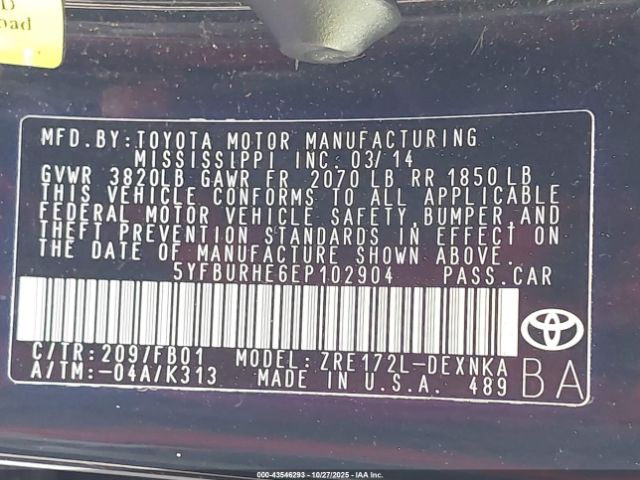 oad
MFD.BY:TOYOTA MOTOR MANUFACTURING
MISSISSIPPI INC. 03/14
GVWR 3820LB GAWR FR 2070 LB RR 1850 LB
THIS VEHICLE CONFORMS TO ALL APPLICABLE
FEDERAL MOTOR VEHICLE SAFETY,BUMPER,AND
THEFT PREVENTION STANDARDS IN EFFECT ON
THE DATE OF MANUFACTURE SHOWN ABOVE.
5YFBURHE6EP102904 PASS.CAR
C/TR:209/FB01 MODEL:ZRE172L-DEXNKA
A/TM:-04A/K313 MADE IN U.S.A. 489
BA
#43546293 - 10/27/2025 - IAA Inc.